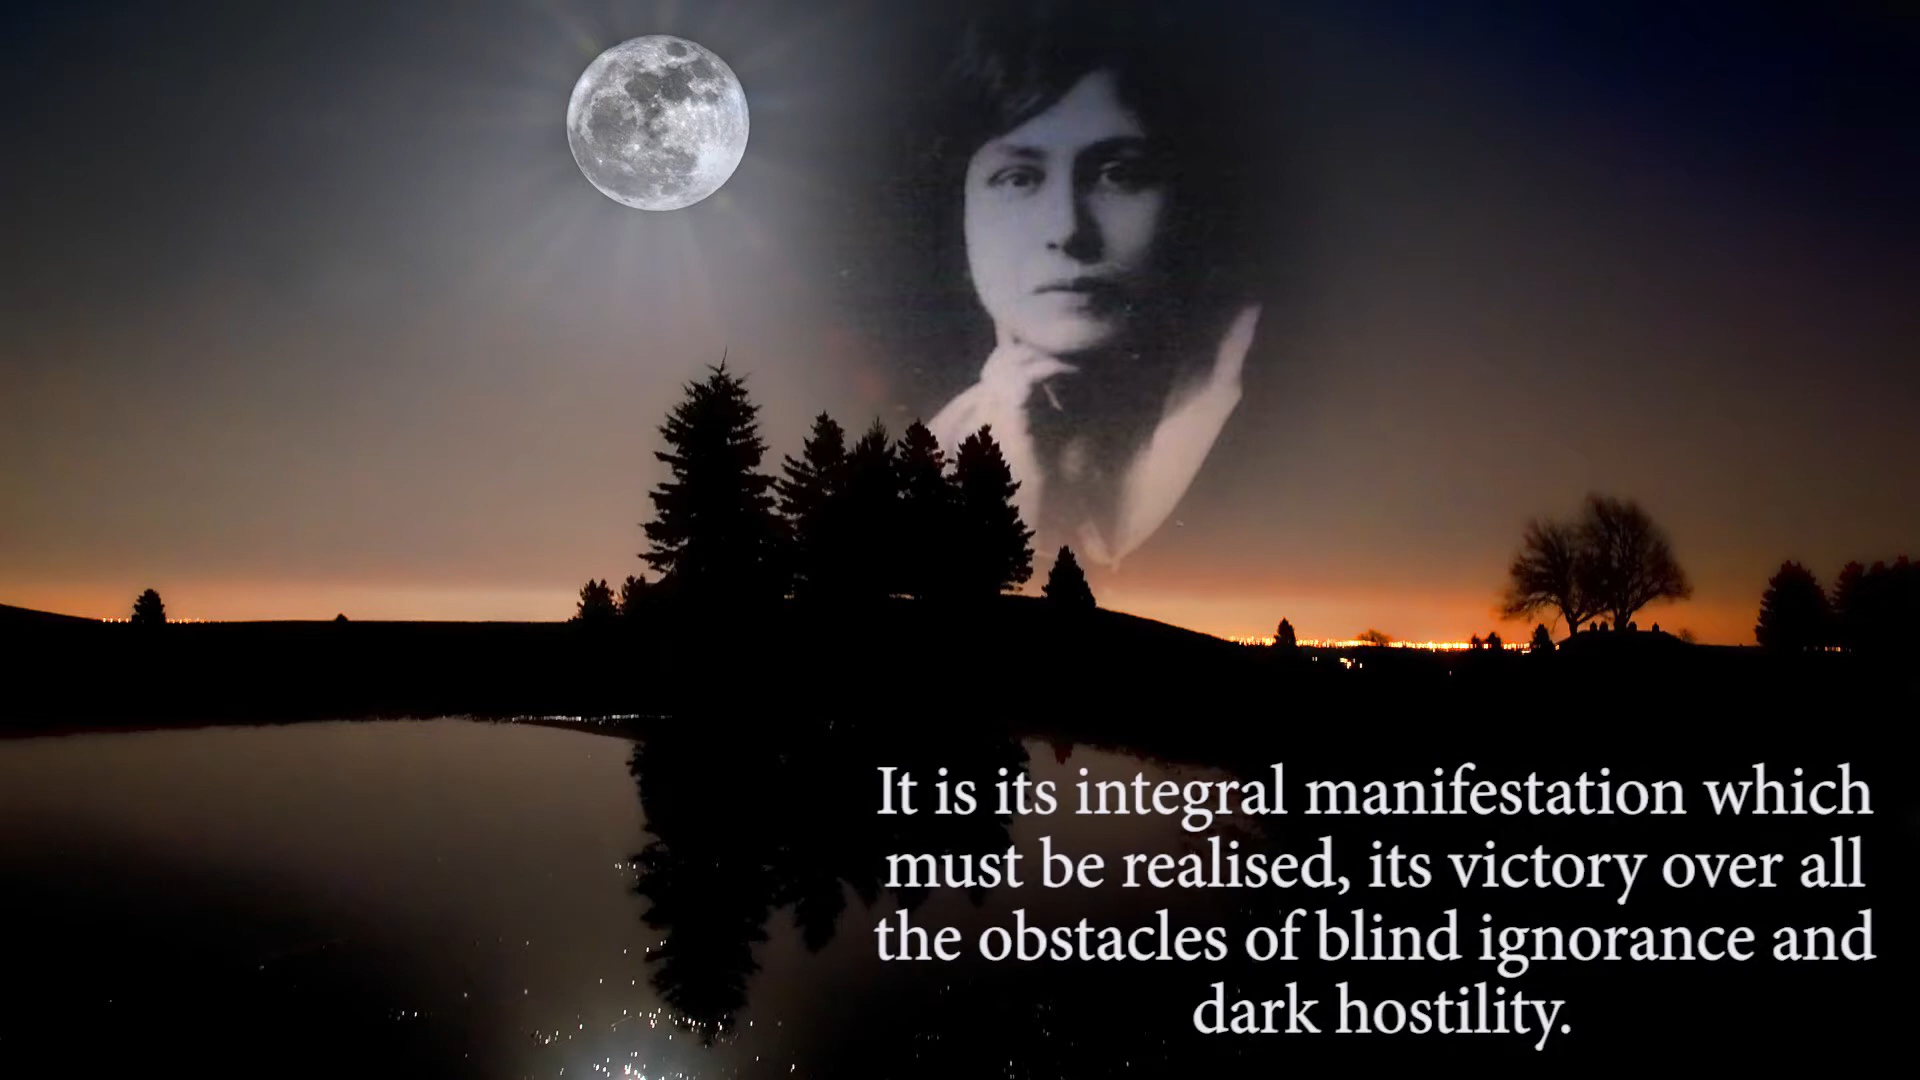 It is its integral manifestation which
must be realised, its victory over all
the obstacles of blind ignorance and
dark hostility.